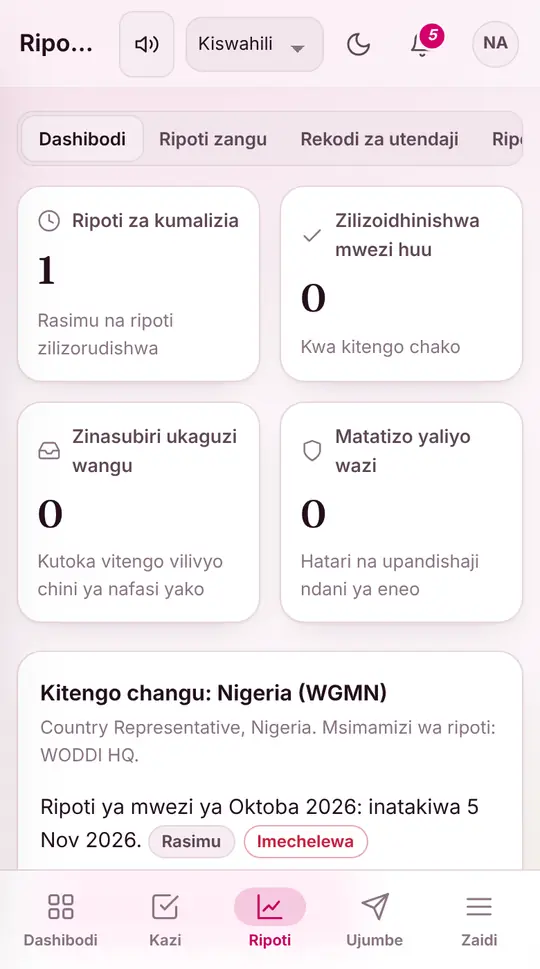 Ripo...
Kiswahili
5
NA
Dashibodi
Ripoti zangu
Rekodi za utendaji
Ripo
Ripoti za kumalizia
1
Rasimu na ripoti
zilizorudishwa
Zilizoidhinishwa
mwezi huu
0
Kwa kitengo chako
Zinasubiri ukaguzi
wangu
0
Kutoka vitengo vilivyo
chini ya nafasi yako
Matatizo yaliyo
wazi
0
Hatari na upandishaji
ndani ya eneo
Kitengo changu: Nigeria (WGMN)
Country Representative, Nigeria. Msimamizi wa ripoti:
WODDI HQ.
Ripoti ya mwezi ya Oktoba 2026: inatakiwa 5
Nov 2026. Rasimu Imechelewa
Dashibodi
Kazi
Ripoti
Ujumbe
Zaidi